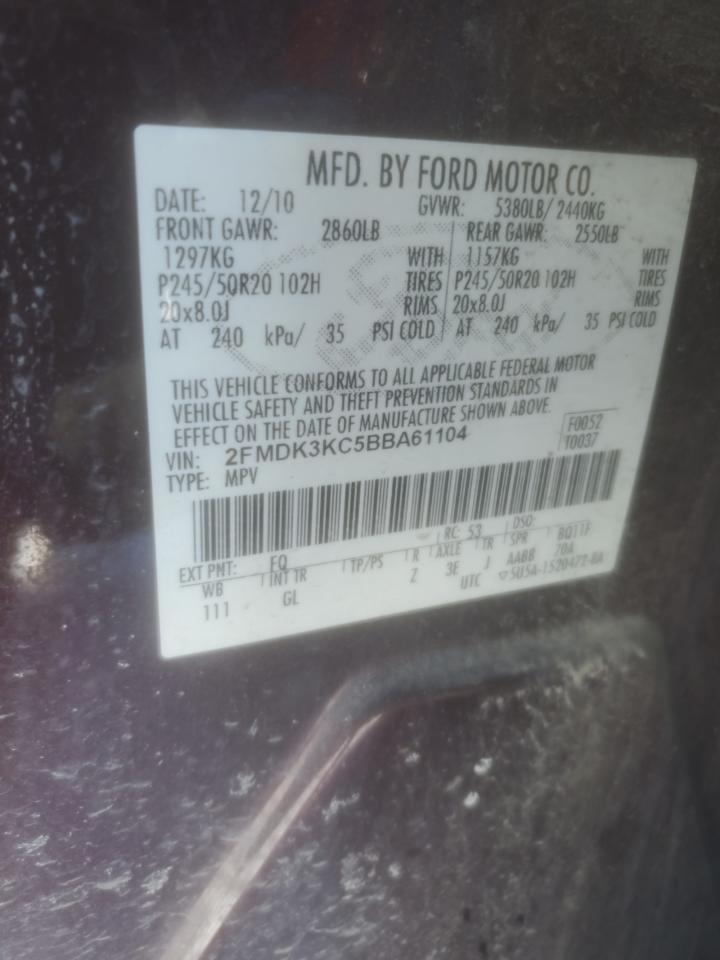 MFD. BY FORD MOTOR CO.
DATE: 12/10 GVWR: 5380LB/ 2440KG
FRONT GAWR: 2860LB REAR GAWR: 2550LB
1297KG WITH 1157KG WITH
P245/50R20 102H TIRES P245/50R20 102H TIRES
20x8.0J RIMS 20x8.0J RIMS
AT 240 kPa/ 35 PSI COLD AT 240 kPa/ 35 PSI COLD
THIS VEHICLE CONFORMS TO ALL APPLICABLE FEDERAL MOTOR
VEHICLE SAFETY AND THEFT PREVENTION STANDARDS IN
EFFECT ON THE DATE OF MANUFACTURE SHOWN ABOVE.
VIN: 2FMDK3KC5BBA61104 F0052
TYPE: MPV T0037
EXT PNT: FQ RC: 53 DSO:
WB INT TR TP/PS R AXLE TR SPR BQ11F
111 GL Z 3E J AABB 70A
UTC ▽5U5A-1520472-BA